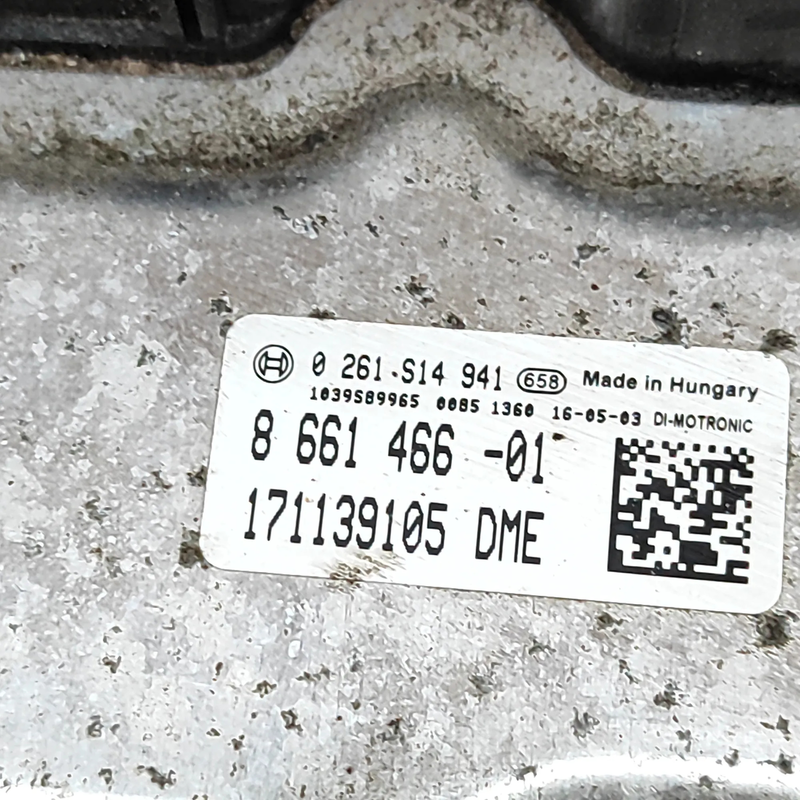 0 261 S14 941 658 Made in Hungary
1039S89965 0085 1360 16-05-03 DI-MOTRONIC
8 661 466 -01
171139105 DME